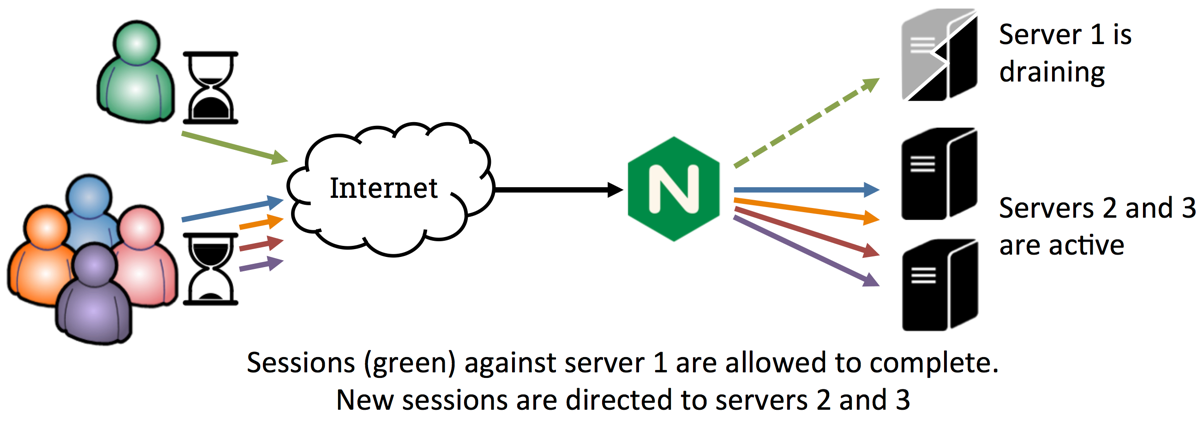 Server 1 is
draining
Internet
N
Servers 2 and 3
are active
Sessions (green) against server 1 are allowed to complete.
New sessions are directed to servers 2 and 3